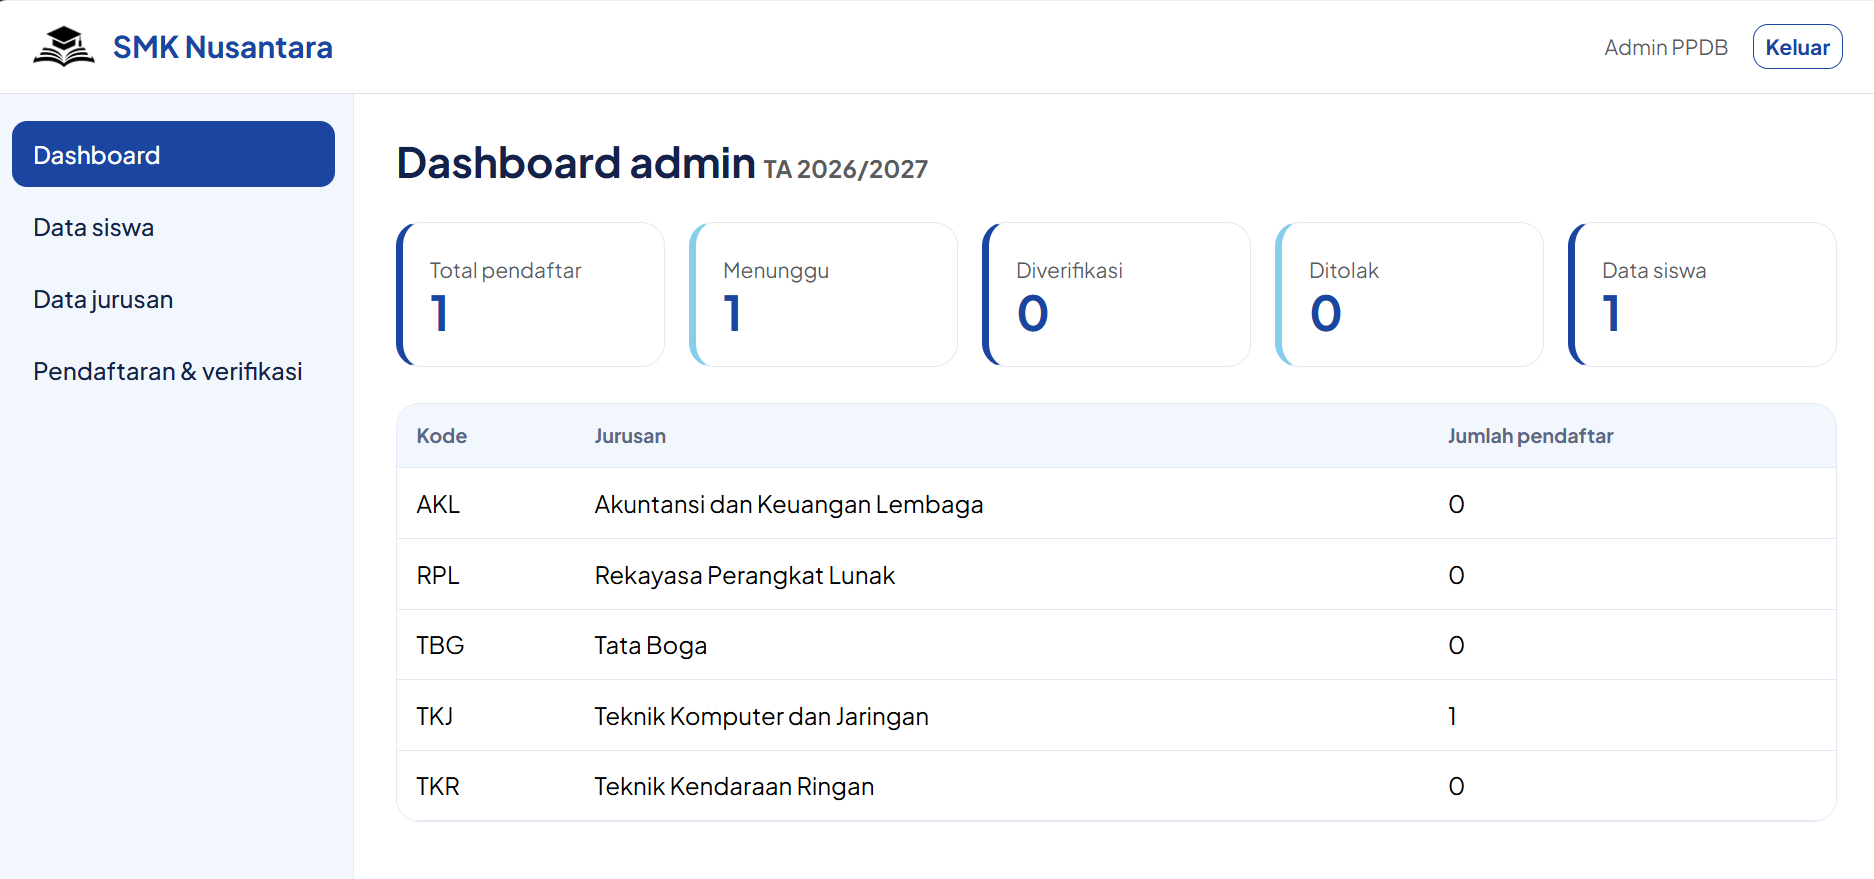 SMK Nusantara
Admin PPDB
Keluar
Dashboard
Data siswa
Data jurusan
Pendaftaran & verifikasi
Dashboard admin TA 2026/2027
Total pendaftar
1
Menunggu
1
Diverifikasi
0
Ditolak
0
Data siswa
1
Kode Jurusan Jumlah pendaftar
AKL Akuntansi dan Keuangan Lembaga 0
RPL Rekayasa Perangkat Lunak 0
TBG Tata Boga 0
TKJ Teknik Komputer dan Jaringan 1
TKR Teknik Kendaraan Ringan 0